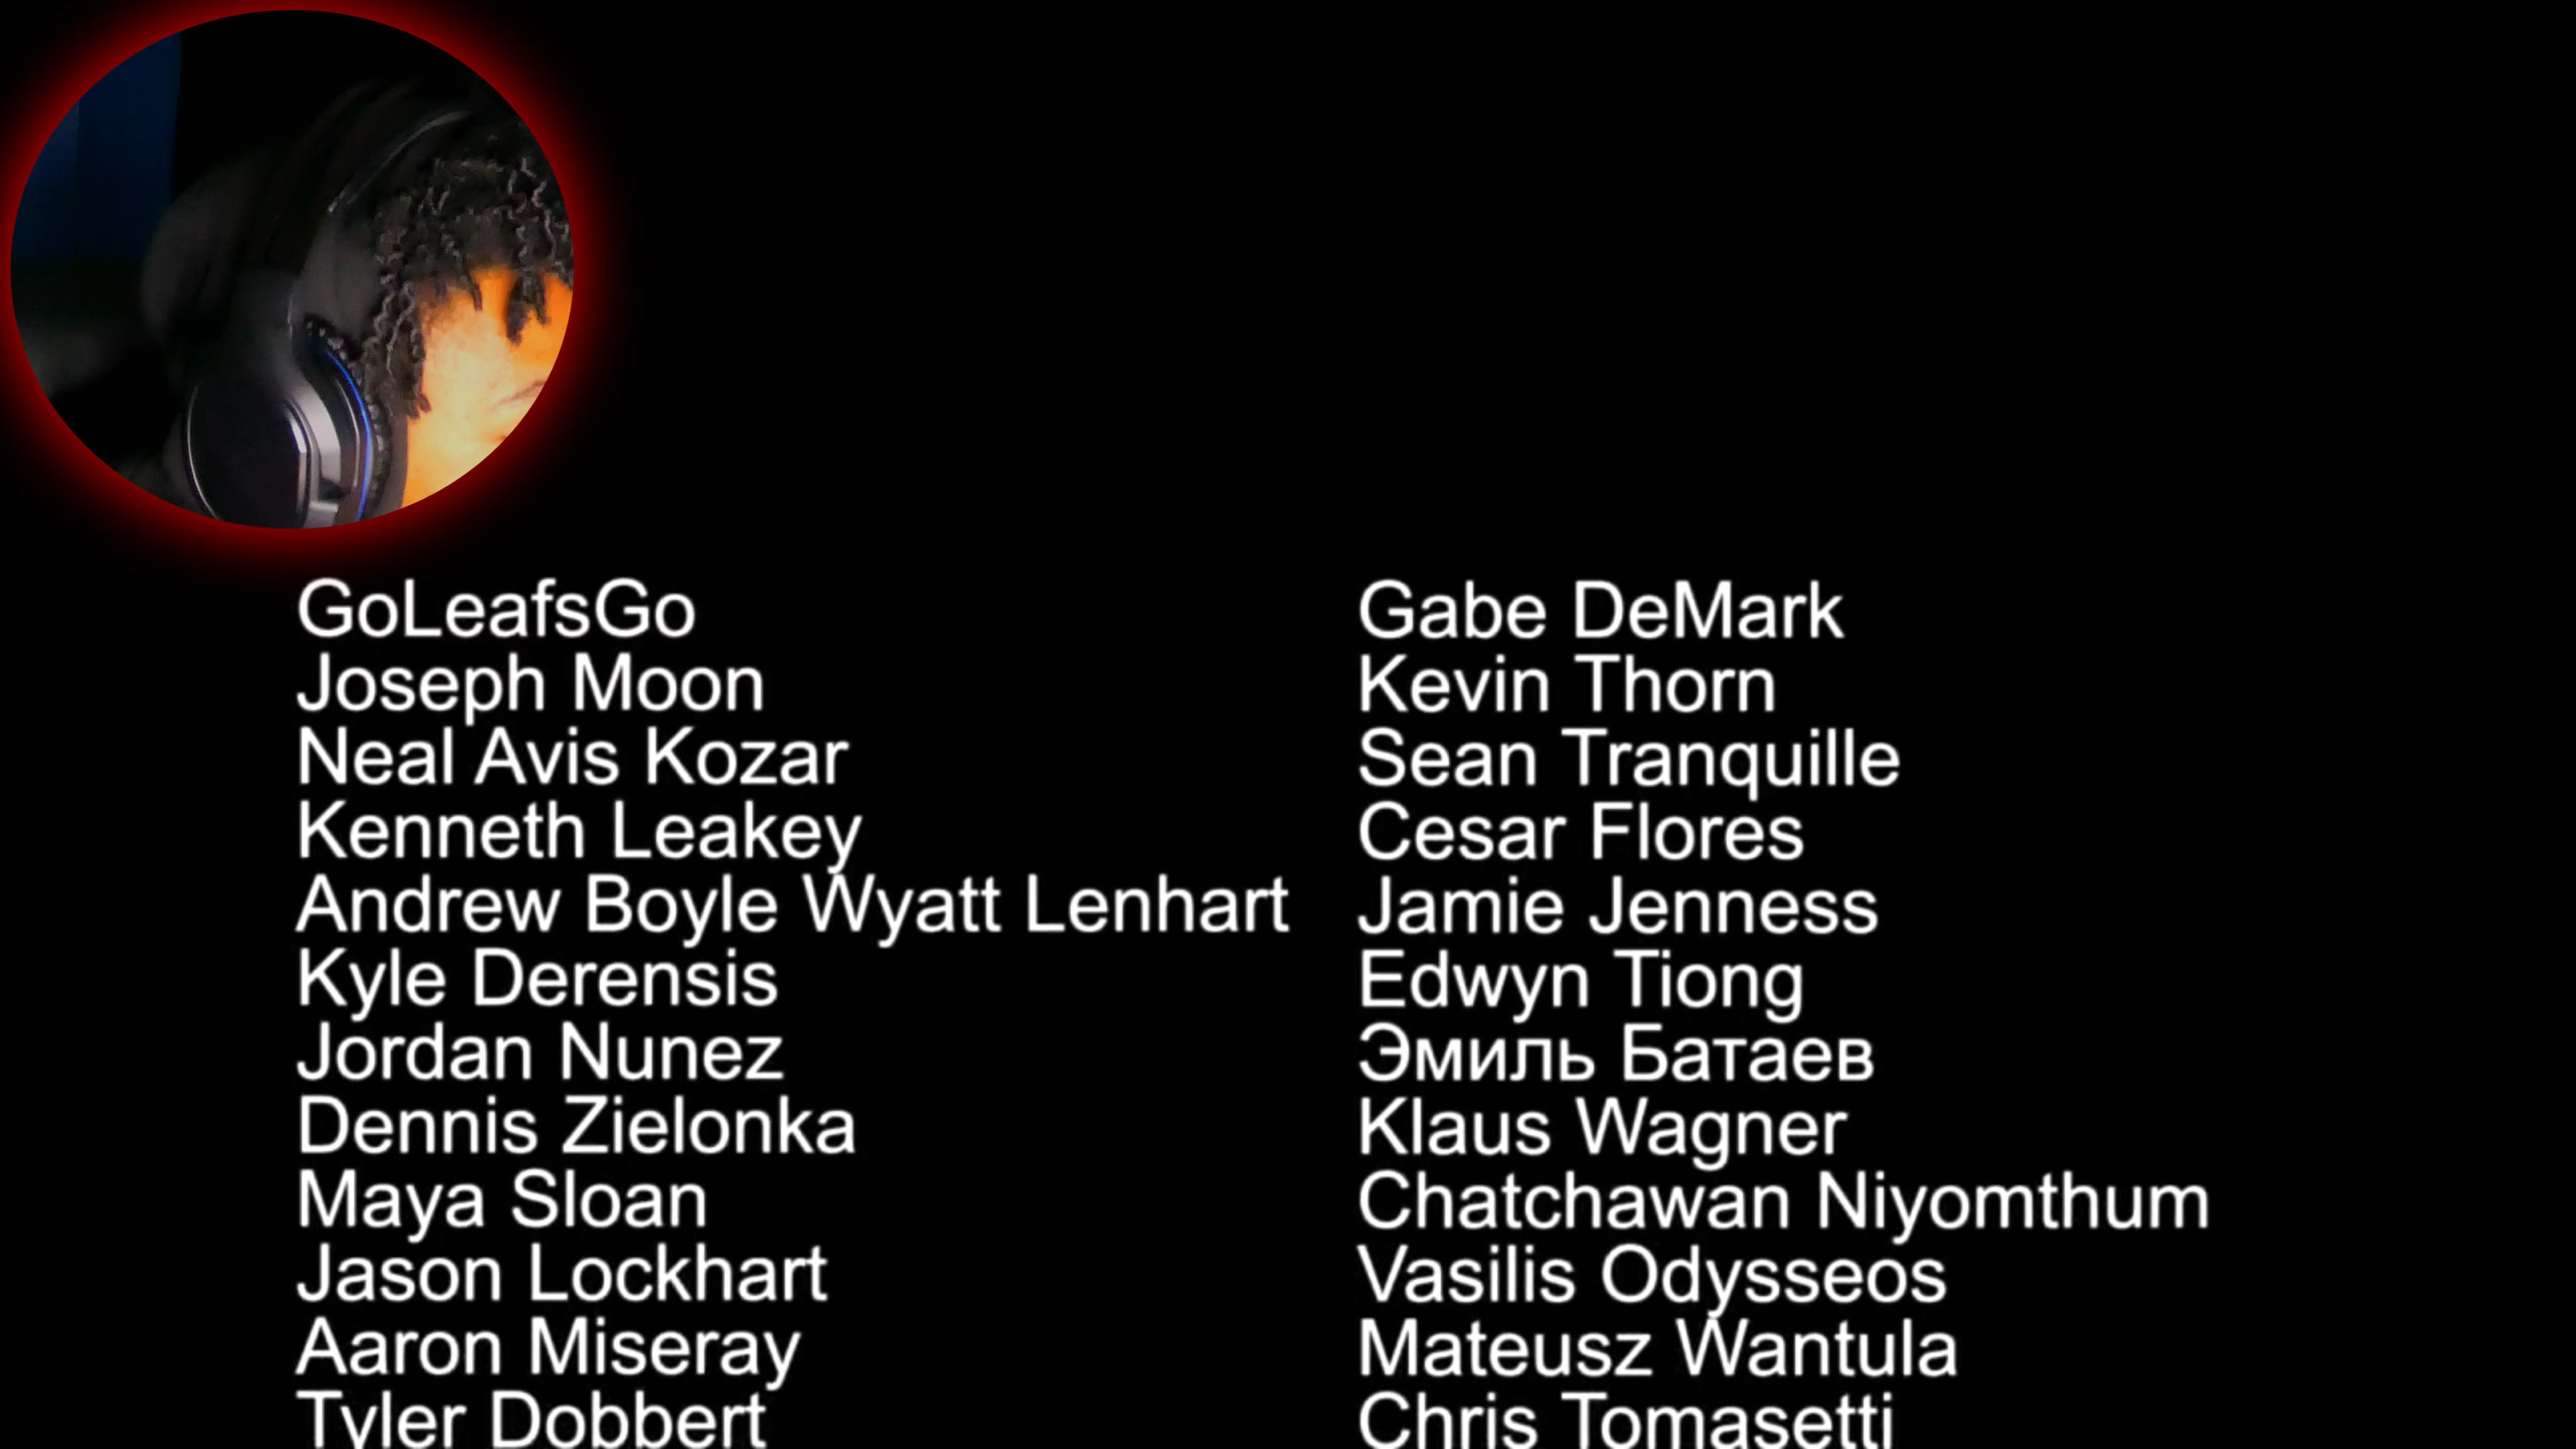 GoLeafsGo
Joseph Moon
Neal Avis Kozar
Kenneth Leakey
Andrew Boyle Wyatt Lenhart
Kyle Derensis
Jordan Nunez
Dennis Zielonka
Maya Sloan
Jason Lockhart
Aaron Miseray
Tyler Dobbert
Gabe DeMark
Kevin Thorn
Sean Tranquille
Cesar Flores
Jamie Jenness
Edwyn Tiong
Эмиль Батаев
Klaus Wagner
Chatchawan Niyomthum
Vasilis Odysseos
Mateusz Wantula
Chris Tomasetti